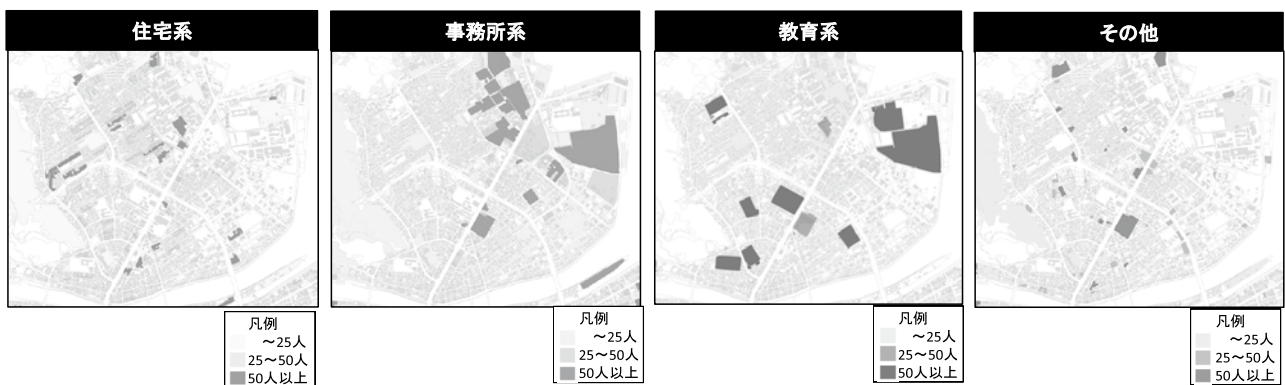 住宅系
事務所系
教育系
その他
凡例
～25人
25～50人
50人以上
凡例
～25人
25～50人
50人以上
凡例
～25人
25～50人
50人以上
凡例
～25人
25～50人
50人以上